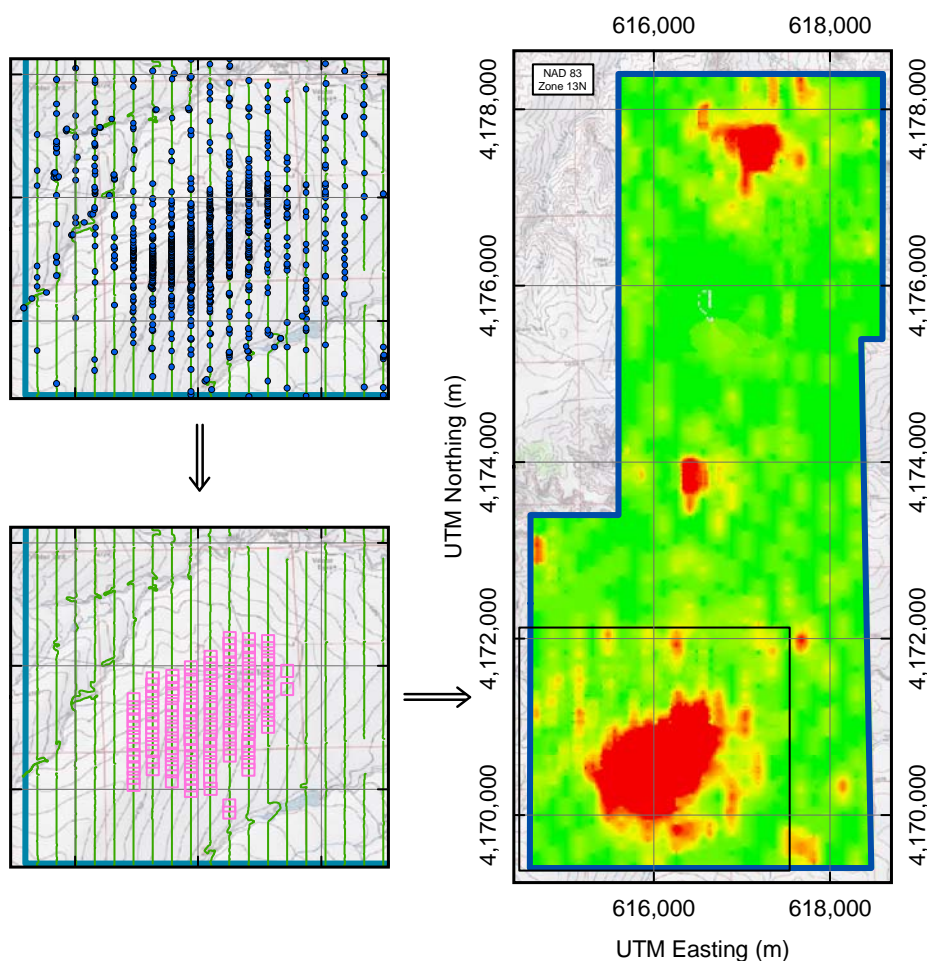 616,000 618,000
NAD 83
Zone 13N
4,178,000 4,178,000
4,176,000 4,176,000
4,174,000 4,174,000
4,172,000 4,172,000
4,170,000 4,170,000
UTM Northing (m)
616,000 618,000
UTM Easting (m)